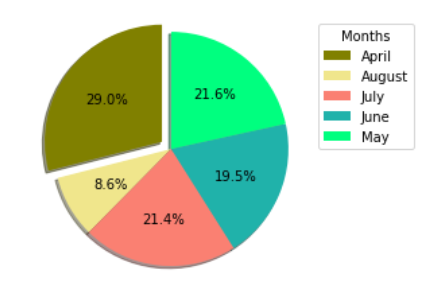 Months
April
August
July
June
May
29.0%
21.6%
8.6%
19.5%
21.4%